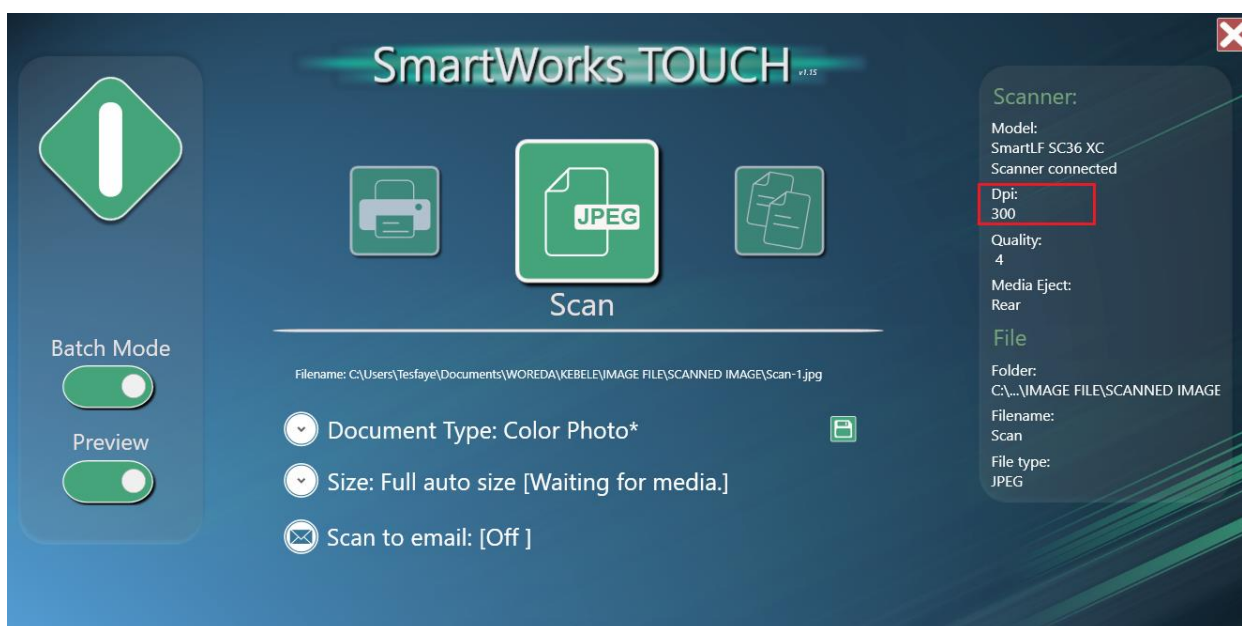 SmartWorks TOUCH v1.15
JPEG
Scan
Batch Mode
Preview
Filename: C:\Users\Tesfaye\Documents\WOREDA\KEBELE\IMAGE FILE\SCANNED IMAGE\Scan-1.jpg
Document Type: Color Photo*
Size: Full auto size [Waiting for media.]
Scan to email: [Off ]
Scanner:
Model:
SmartLF SC36 XC
Scanner connected
Dpi:
300
Quality:
4
Media Eject:
Rear
File
Folder:
C:\...\IMAGE FILE\SCANNED IMAGE
Filename:
Scan
File type:
JPEG